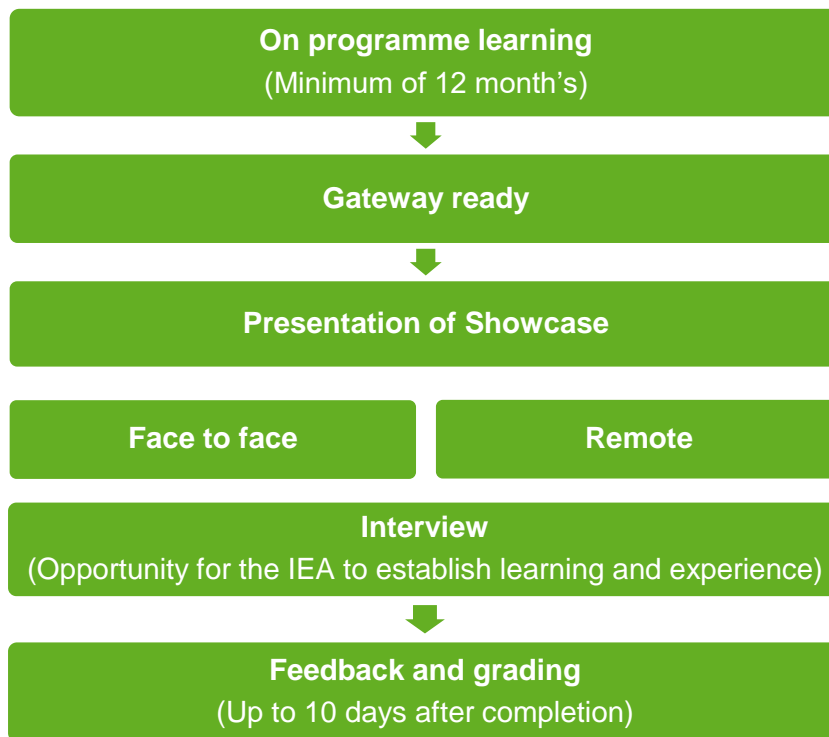 On programme learning
(Minimum of 12 month's)
Gateway ready
Presentation of Showcase
Face to face
Remote
Interview
(Opportunity for the IEA to establish learning and experience)
Feedback and grading
(Up to 10 days after completion)